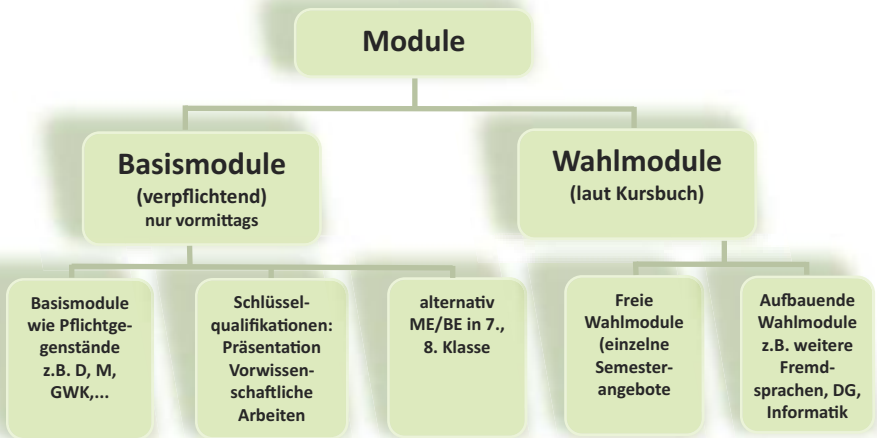 Module
Basismodule
(verpflichtend)
nur vormittags
Wahlmodule
(laut Kursbuch)
Basismodule
wie Pflichtge-
genstände
z.B. D, M,
GWK,...
Schlüssel-
qualifikationen:
Präsentation
Vorwissen-
schaftliche
Arbeiten
alternativ
ME/BE in 7.,
8. Klasse
Freie
Wahlmodule
(einzelne
Semester-
angebote
Aufbauende
Wahlmodule
z.B. weitere
Fremd-
sprachen, DG,
Informatik